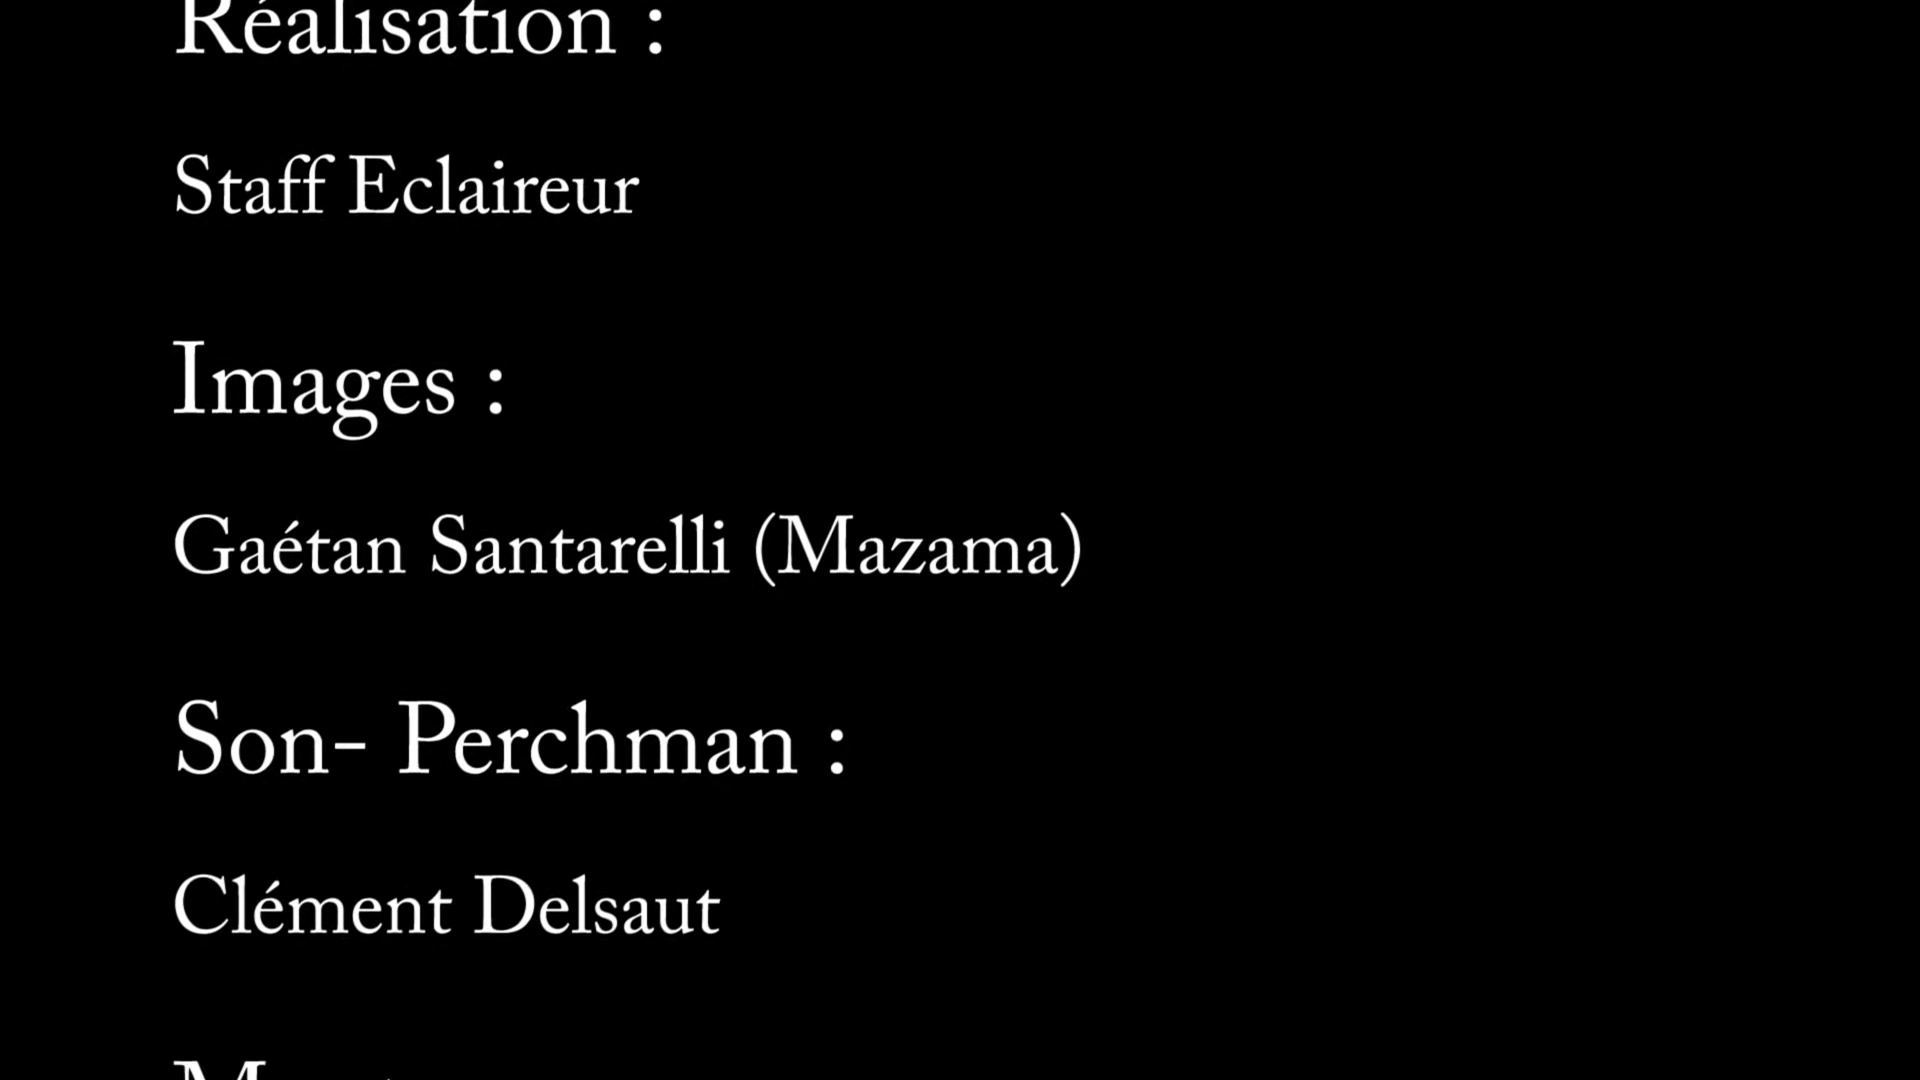 Réalisation :
Staff Eclaireur
Images :
Gaétan Santarelli (Mazama)
Son- Perchman :
Clément Delsaut